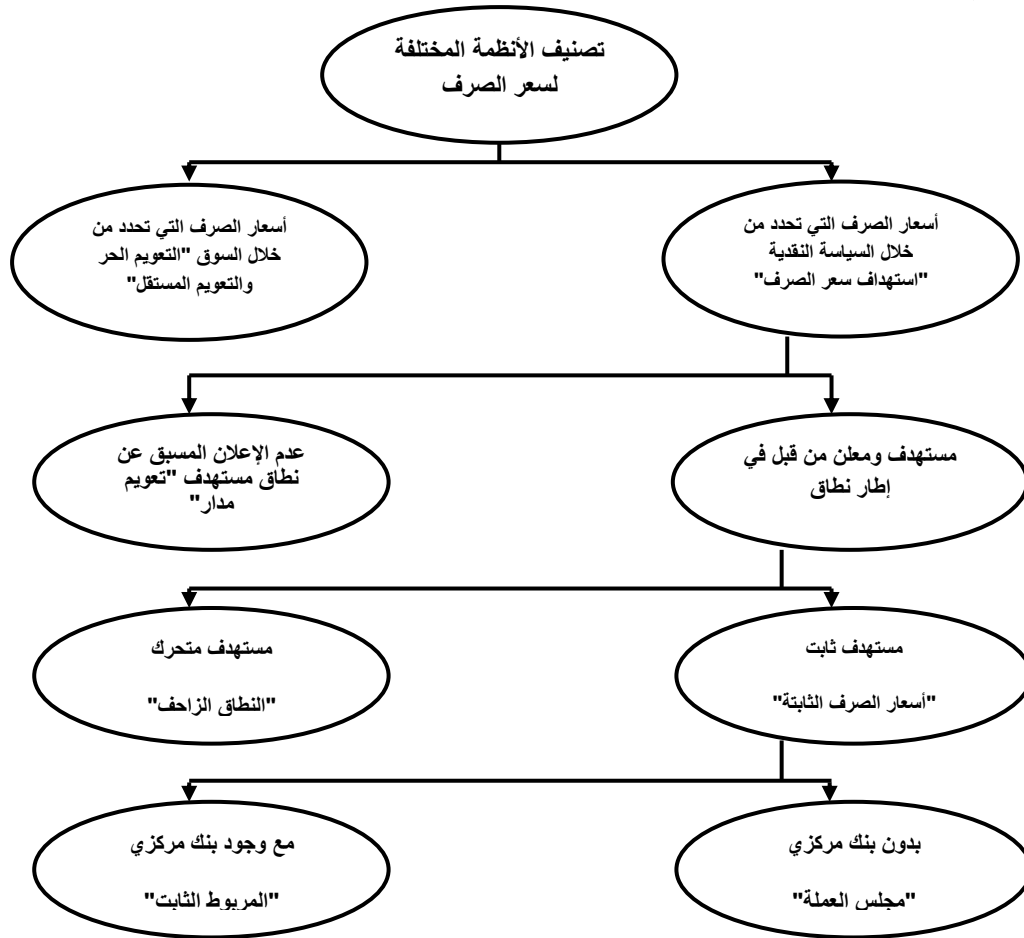 تصنيف الأنظمة المختلفة
لسعر الصرف
أسعار الصرف التي تحدد من
خلال السياسة النقدية
"استهداف سعر الصرف"
أسعار الصرف التي تحدد من
خلال السوق "التعويم الحر
والتعويم المستقل"
مستهدف ومعلن من قبل في
إطار نطاق
عدم الإعلان المسبق عن
نطاق مستهدف "تعويم
مدار"
مستهدف ثابت
"أسعار الصرف الثابتة"
مستهدف متحرك
"النطاق الزاحف"
بدون بنك مركزي
"مجلس العملة"
مع وجود بنك مركزي
"المربوط الثابت"